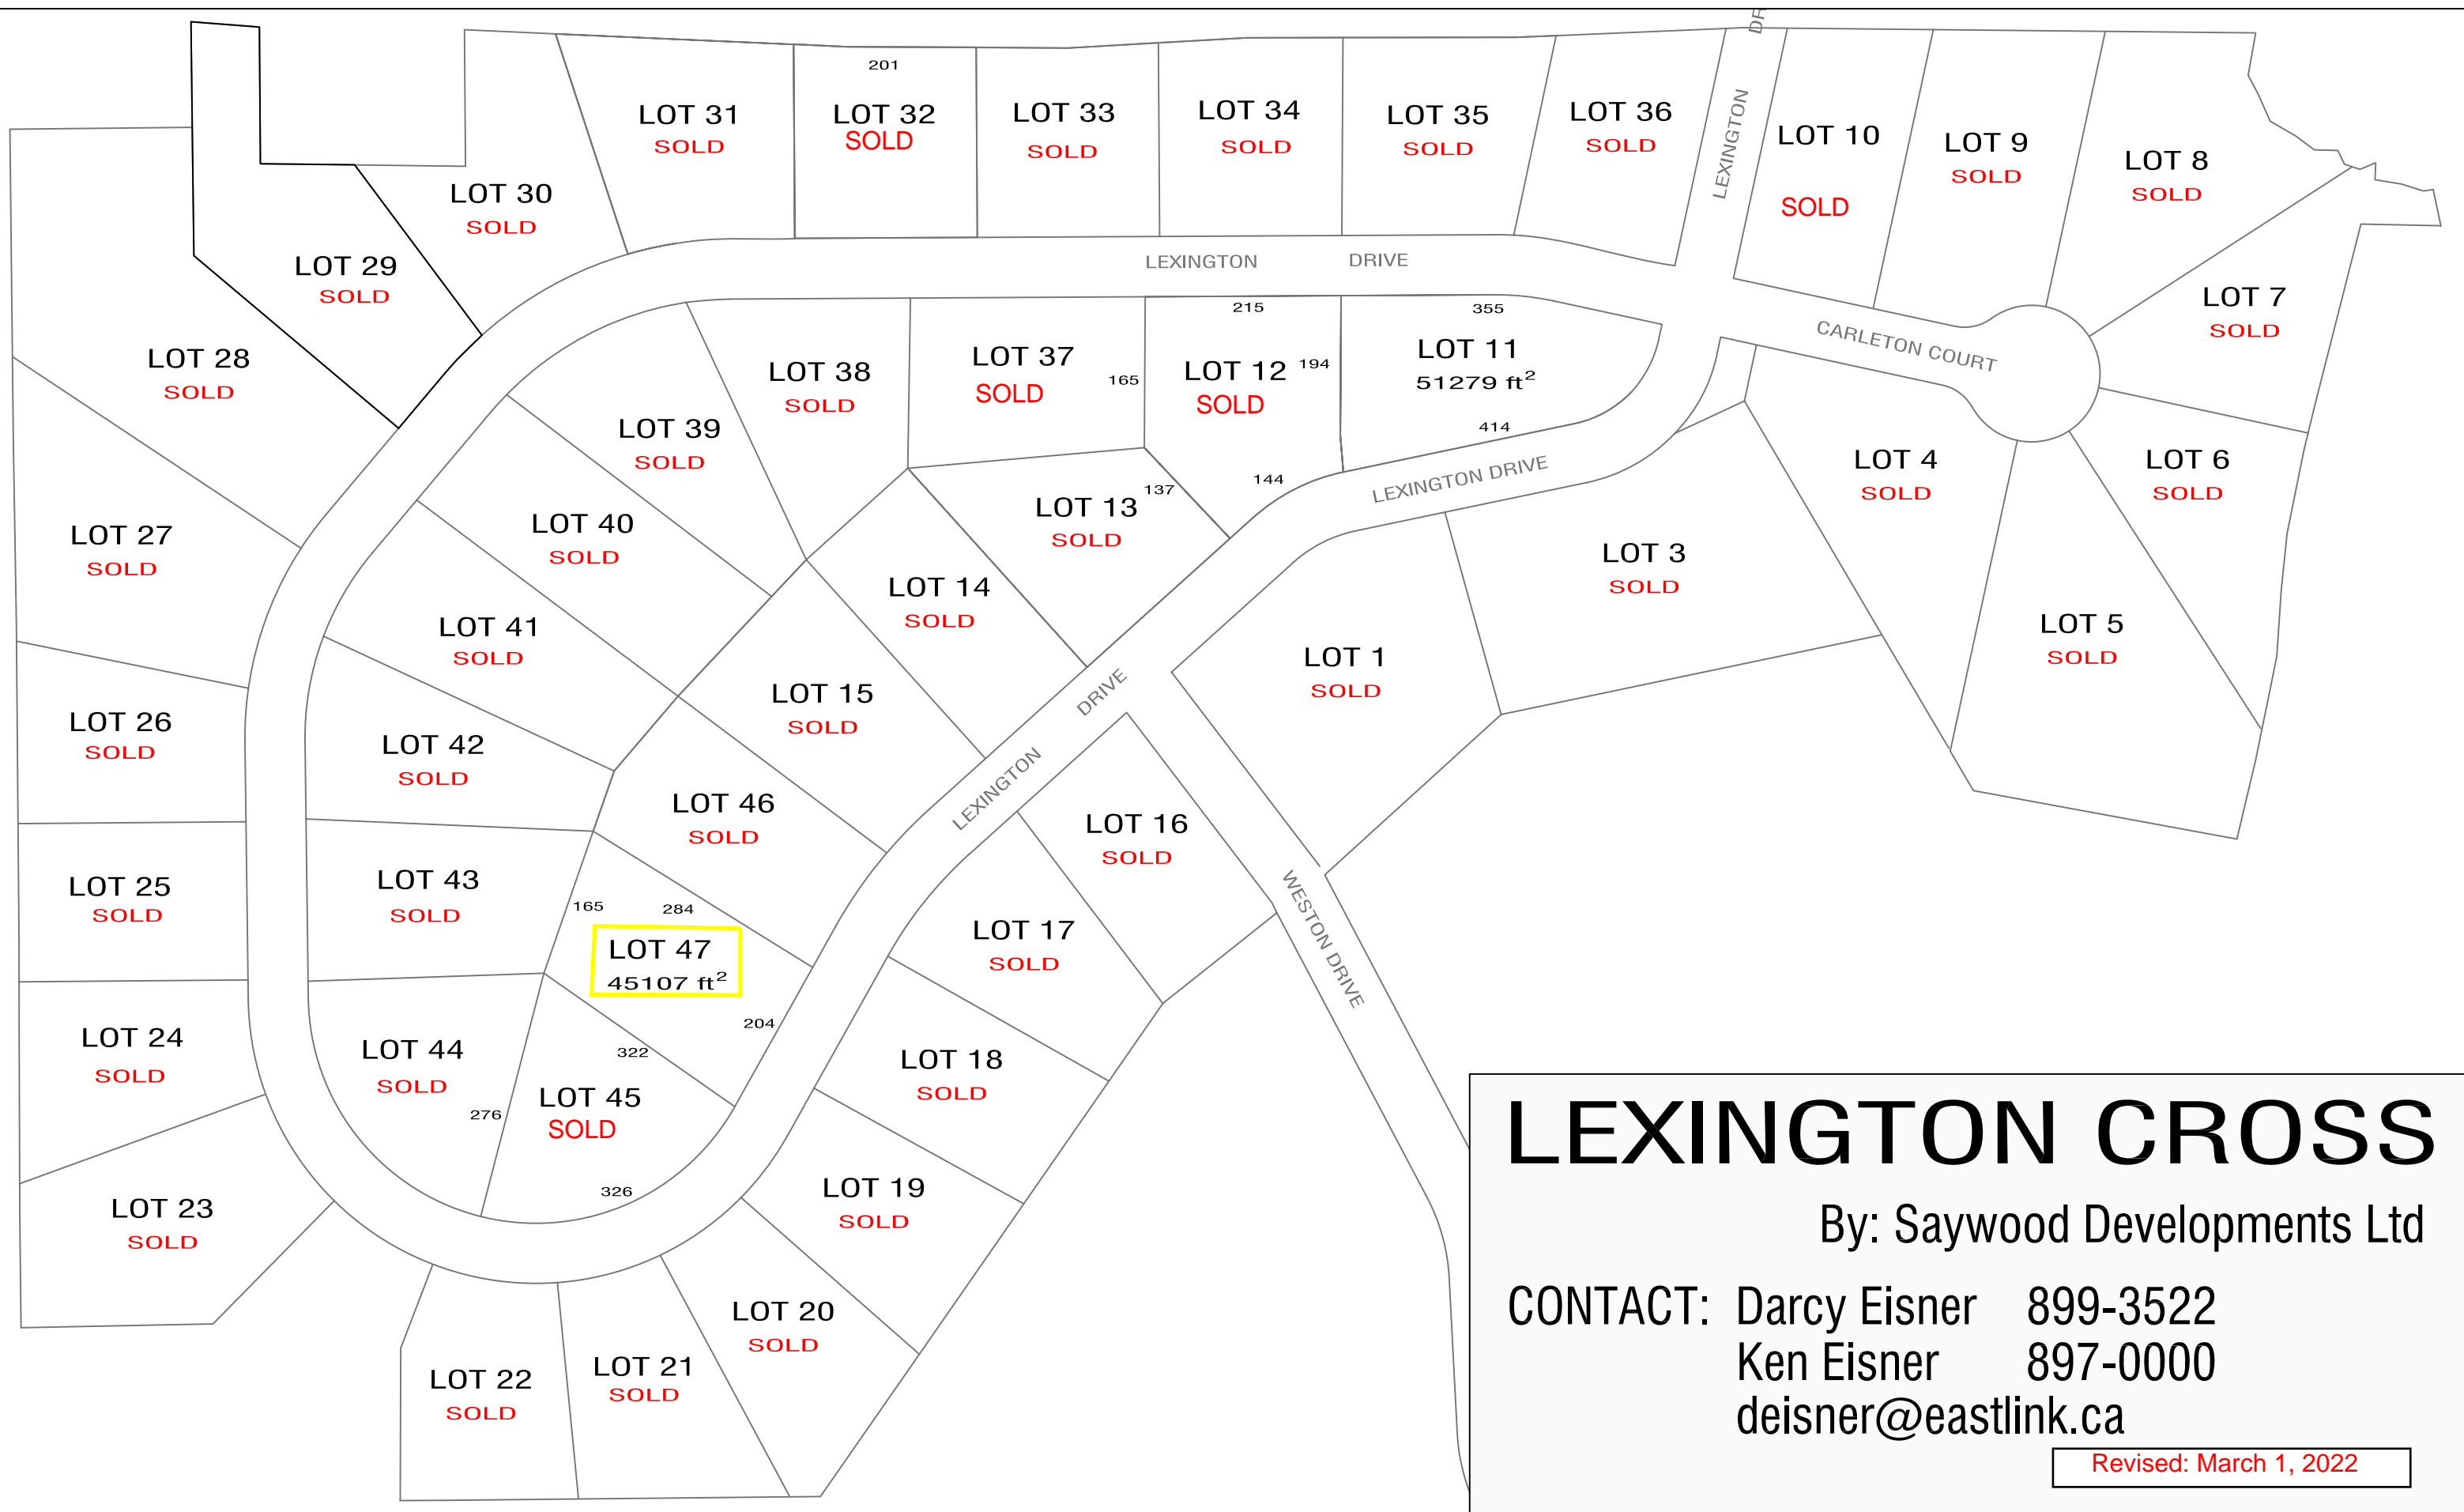 DR
201
LOT 31
SOLD
LOT 32
SOLD
LOT 33
SOLD
LOT 34
SOLD
LOT 35
SOLD
LOT 36
SOLD
LEXINGTON
LOT 10
SOLD
LOT 9
SOLD
LOT 8
SOLD
LOT 30
SOLD
LOT 29
SOLD
LEXINGTON DRIVE
LOT 7
SOLD
LOT 28
SOLD
LOT 38
SOLD
LOT 37
SOLD
165
215
LOT 12
SOLD
194
355
LOT 11
51279 ft²
414
CARLETON COURT
LOT 39
SOLD
LOT 4
SOLD
LOT 6
SOLD
LEXINGTON DRIVE
144
137
LOT 13
SOLD
LOT 27
SOLD
LOT 40
SOLD
LOT 3
SOLD
LOT 14
SOLD
LOT 41
SOLD
LOT 5
SOLD
LOT 1
SOLD
LOT 15
SOLD
LEXINGTON DRIVE
LOT 26
SOLD
LOT 42
SOLD
LOT 46
SOLD
LOT 16
SOLD
LOT 25
SOLD
LOT 43
SOLD
165
284
LOT 47
45107 ft²
204
322
LOT 17
SOLD
WESTON DRIVE
LOT 24
SOLD
LOT 44
SOLD
276
LOT 45
SOLD
326
LOT 18
SOLD
LOT 23
SOLD
LOT 19
SOLD
LOT 20
SOLD
LOT 21
SOLD
LOT 22
SOLD
LEXINGTON CROSS
By: Saywood Developments Ltd
CONTACT: Darcy Eisner 899-3522
Ken Eisner 897-0000
deisner@eastlink.ca
Revised: March 1, 2022